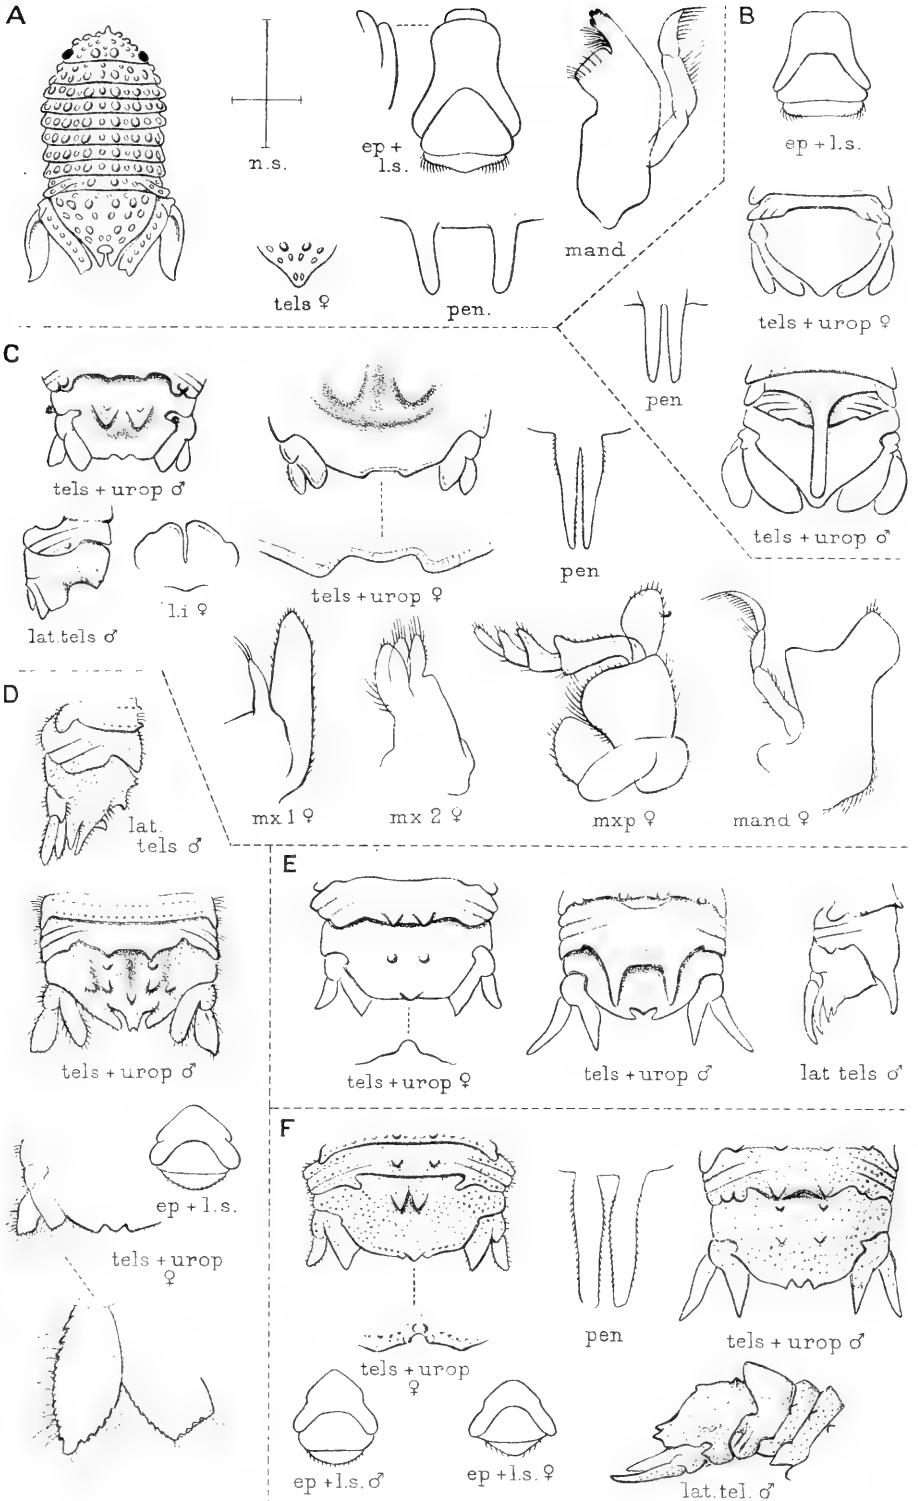 A
B
n.s.
ep +
l.s.
mand
ep + l.s.
tels ♀
pen.
tels + urop ♀
pen
C
tels + urop ♂
tels + urop ♂
pen
lat. tels ♂
l.i ♀
tels + urop ♀
D
mx 1 ♀
mx 2 ♀
mxp ♀
mand ♀
lat.
tels ♂
E
tels + urop ♂
tels + urop ♀
tels + urop ♂
lat tels ♂
F
ep + l.s.
tels + urop
♀
pen
tels + urop ♂
tels + urop
♀
ep + l.s. ♂
ep + l.s. ♀
lat. tel. ♂